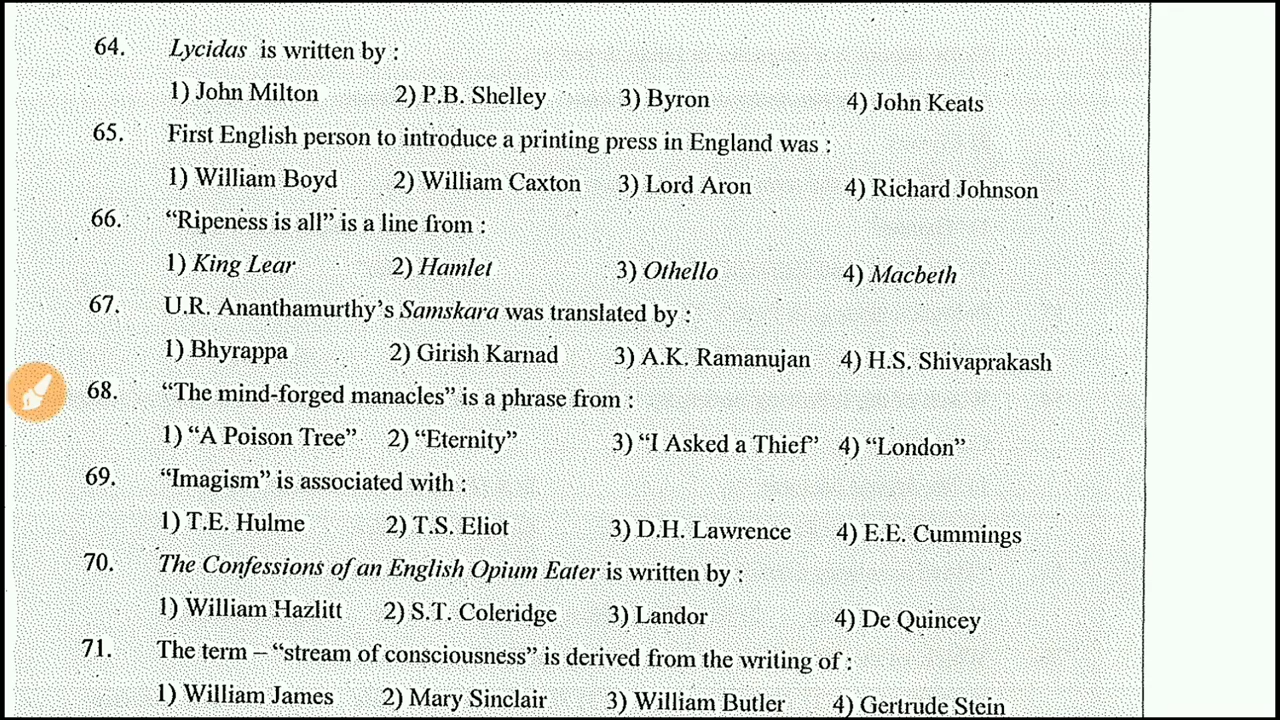 64. Lycidas is written by :
1) John Milton 2) P.B. Shelley 3) Byron 4) John Keats
65. First English person to introduce a printing press in England was :
1) William Boyd 2) William Caxton 3) Lord Aron 4) Richard Johnson
66. “Ripeness is all” is a line from :
1) King Lear 2) Hamlet 3) Othello 4) Macbeth
67. U.R. Ananthamurthy’s Samskara was translated by :
1) Bhyrappa 2) Girish Karnad 3) A.K. Ramanujan 4) H.S. Shivaprakash
68. “The mind-forged manacles” is a phrase from :
1) “A Poison Tree” 2) “Eternity” 3) “I Asked a Thief” 4) “London”
69. “Imagism” is associated with :
1) T.E. Hulme 2) T.S. Eliot 3) D.H. Lawrence 4) E.E. Cummings
70. The Confessions of an English Opium Eater is written by :
1) William Hazlitt 2) S.T. Coleridge 3) Landor 4) De Quincey
71. The term – “stream of consciousness” is derived from the writing of :
1) William James 2) Mary Sinclair 3) William Butler 4) Gertrude Stein